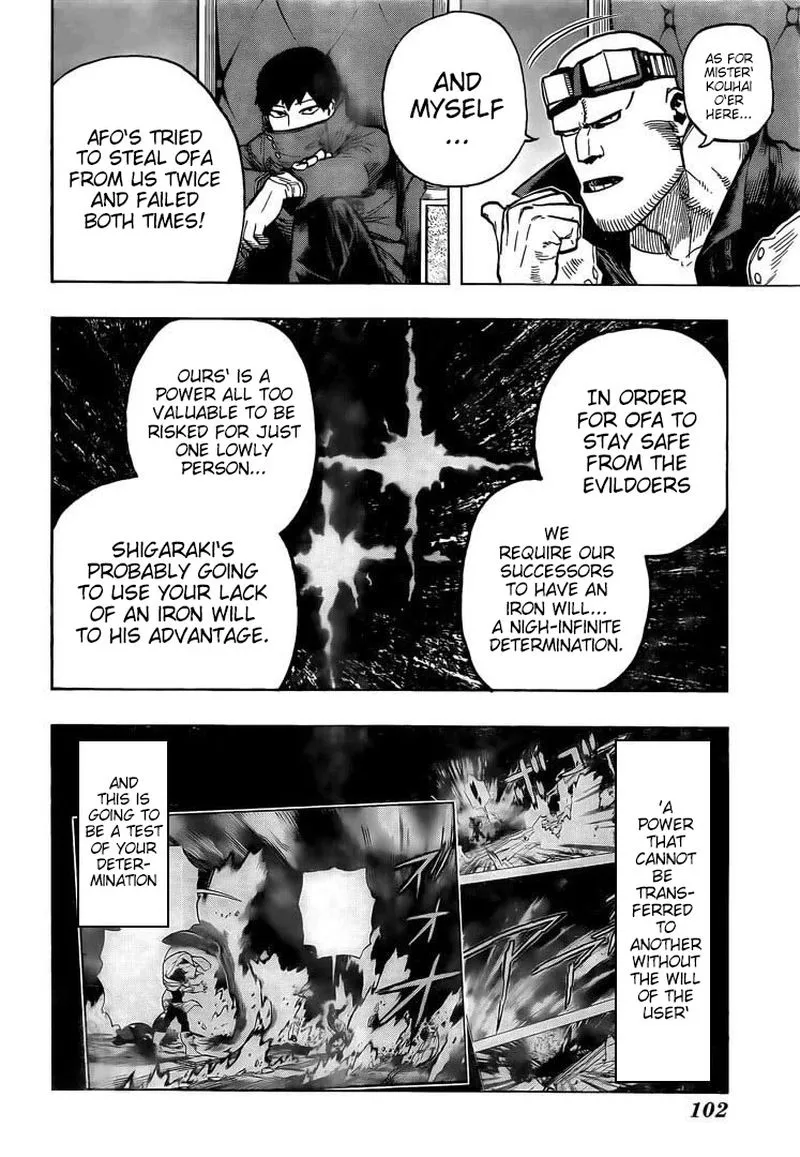 AS FOR
MISTER'
KOUHAI
O'ER
HERE...
AND
MYSELF
...
AFO'S TRIED
TO STEAL OFA
FROM US TWICE
AND FAILED
BOTH TIMES!
IN ORDER
FOR OFA TO
STAY SAFE
FROM THE
EVILDOERS
WE
REQUIRE OUR
SUCCESSORS
TO HAVE AN
IRON WILL...
A NIGH-INFINITE
DETERMINATION.
OURS' IS A
POWER ALL TOO
VALUABLE TO BE
RISKED FOR JUST
ONE LOWLY
PERSON...
SHIGARAKI'S
PROBABLY GOING
TO USE YOUR LACK
OF AN IRON WILL
TO HIS ADVANTAGE.
'A
POWER
THAT
CANNOT
BE
TRANS-
FERRED
TO
ANOTHER
WITHOUT
THE WILL
OF THE
USER'
AND
THIS IS
GOING TO
BE A TEST
OF YOUR
DETER-
MINATION
102